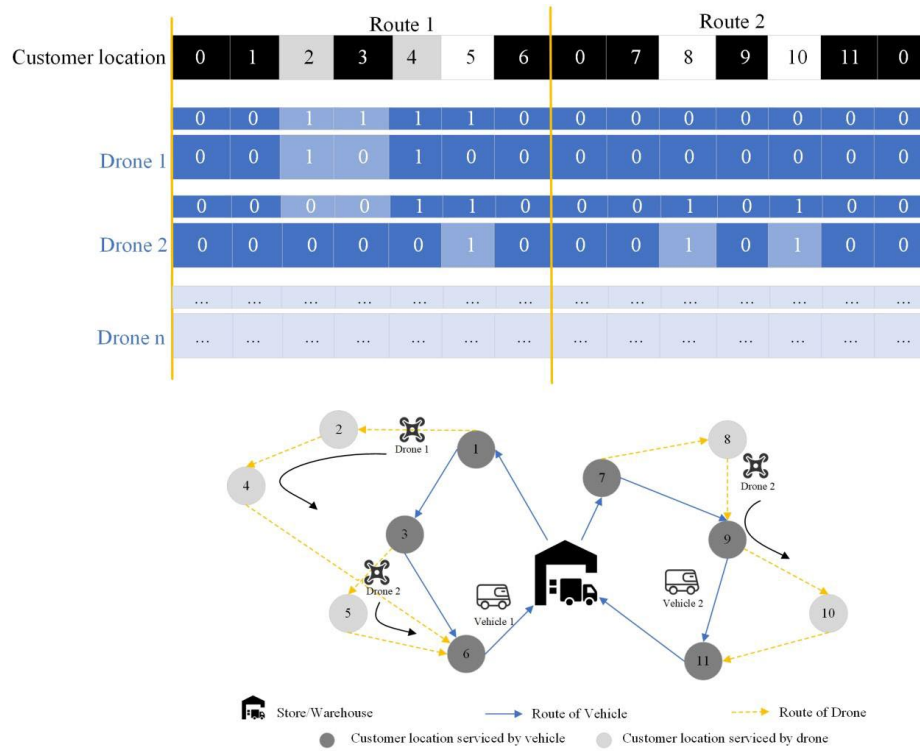 Route 1 Route 2
Customer location 0 1 2 3 4 5 6 0 7 8 9 10 11 0
0 0 1 1 1 1 0 0 0 0 0 0 0 0
Drone 1 0 0 1 0 1 0 0 0 0 0 0 0 0 0
0 0 0 0 1 1 0 0 0 1 0 1 0 0
Drone 2 0 0 0 0 0 1 0 0 0 1 0 1 0 0
... ... ... ... ... ... ... ... ... ... ... ... ... ...
Drone n ... ... ... ... ... ... ... ... ... ... ... ... ... ...
2
Drone 1
1
8
4
7
Drone 2
3
9
Drone 2
5
Vehicle 1
Vehicle 2
10
6
11
Store/Warehouse Route of Vehicle Route of Drone
Customer location serviced by vehicle Customer location serviced by drone